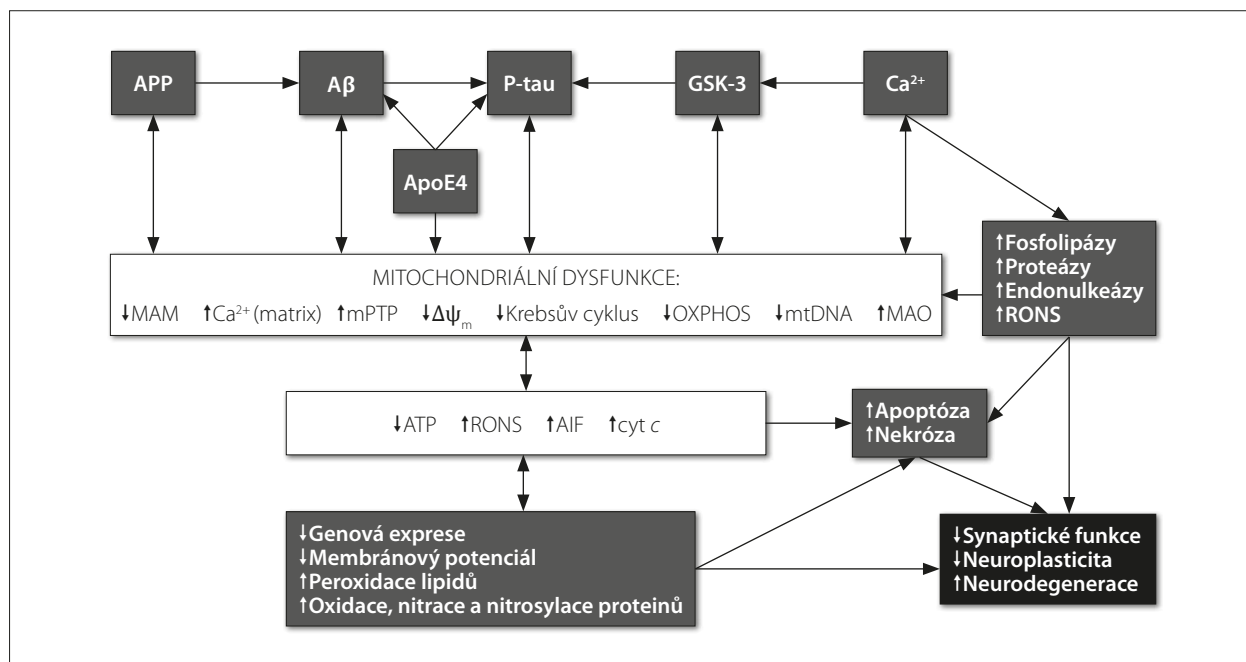 APP
Aβ
P-tau
GSK-3
Ca²⁺
ApoE4
↑Fosfolipázy
↑Proteázy
↑Endonulkeázy
↑RONS
MITOCHONDRIÁLNÍ DYSFUNKCE:
↓MAM ↑Ca²⁺ (matrix) ↑mPTP ↓Δψₘ ↓Krebsův cyklus ↓OXPHOS ↓mtDNA ↑MAO
↓ATP ↑RONS ↑AIF ↑cyt c
↑Apoptóza
↑Nekróza
↓Genová exprese
↓Membránový potenciál
↑Peroxidace lipidů
↑Oxidace, nitrace a nitrosylace proteinů
↓Synaptické funkce
↓Neuroplasticita
↑Neurodegenerace